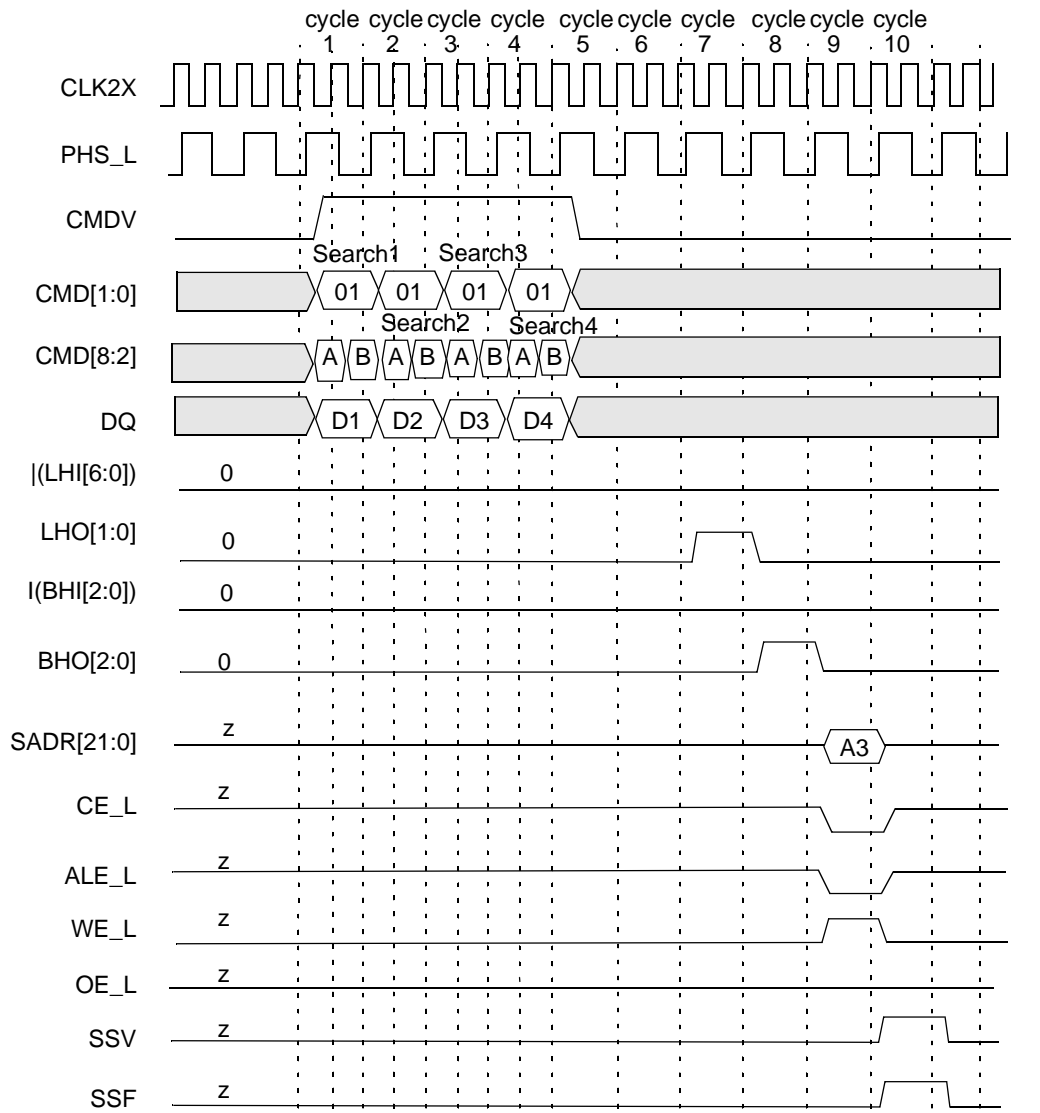 cycle cycle cycle cycle cycle cycle cycle cycle cycle cycle
1 2 3 4 5 6 7 8 9 10
CLK2X
PHS_L
CMDV
Search1 Search3
CMD[1:0] 01 01 01 01
Search2 Search4
CMD[8:2] A B A B A B A B
DQ D1 D2 D3 D4
|(LHI[6:0]) 0
LHO[1:0] 0
I(BHI[2:0]) 0
BHO[2:0] 0
SADR[21:0] z A3
CE_L z
ALE_L z
WE_L z
OE_L z
SSV z
SSF z